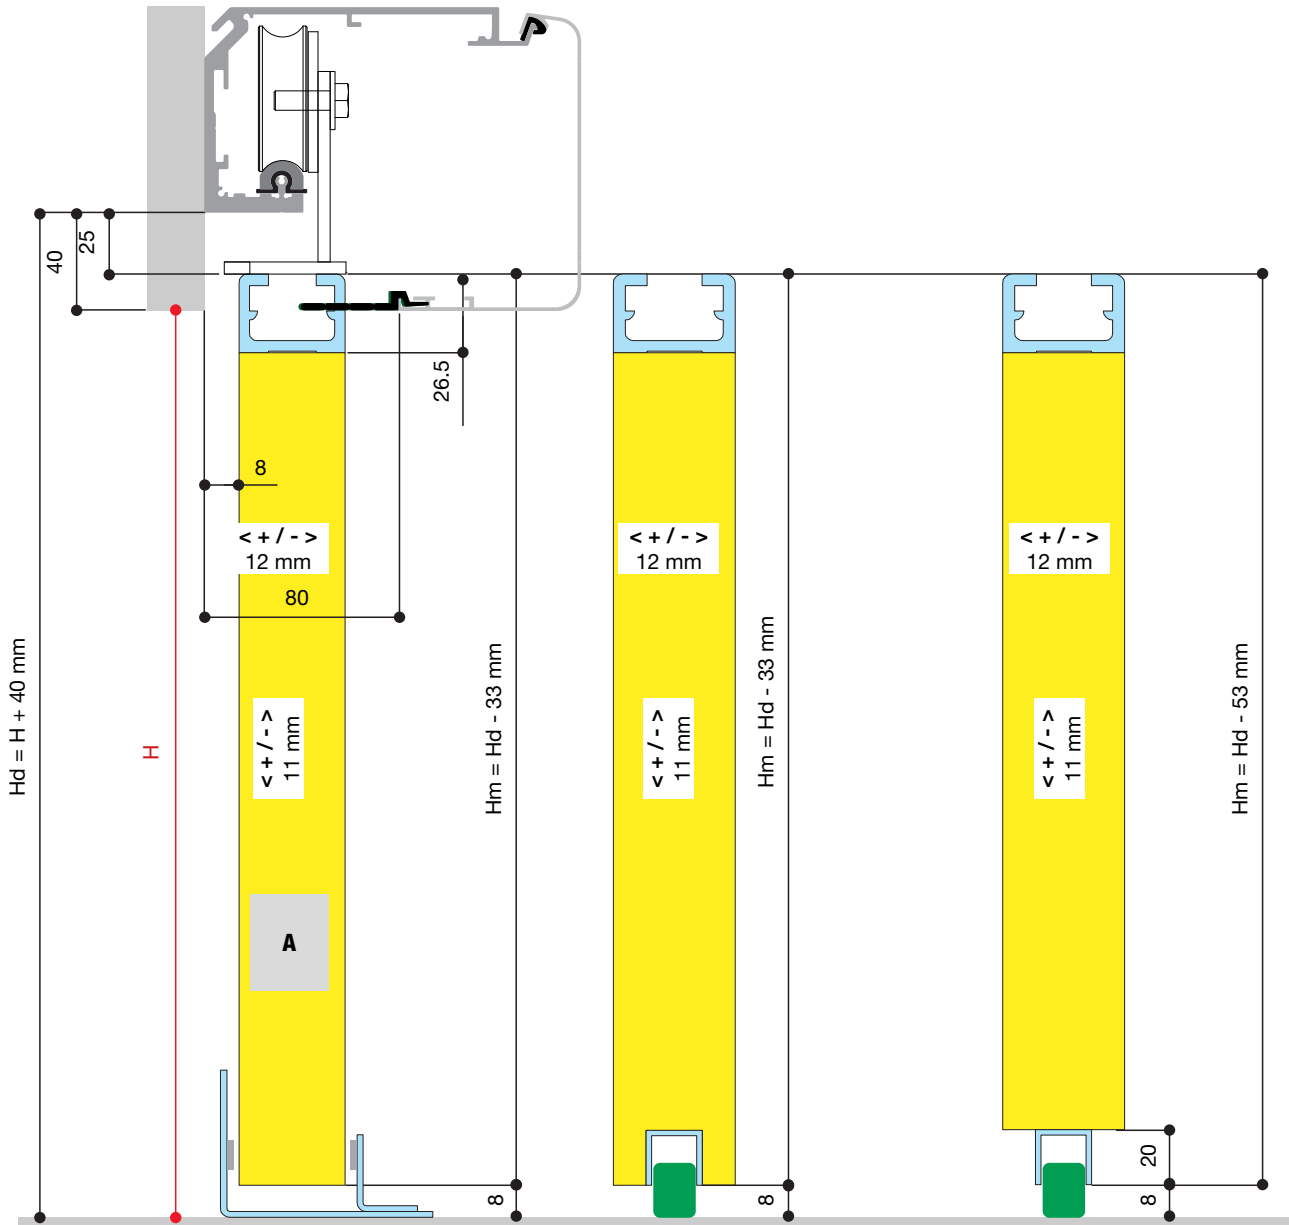 40
25
26.5
8
< + / - >
12 mm
< + / - >
12 mm
< + / - >
12 mm
80
Hd = H + 40 mm
H
< + / - >
11 mm
Hm = Hd - 33 mm
< + / - >
11 mm
Hm = Hd - 33 mm
< + / - >
11 mm
Hm = Hd - 53 mm
A
20
8
8
8